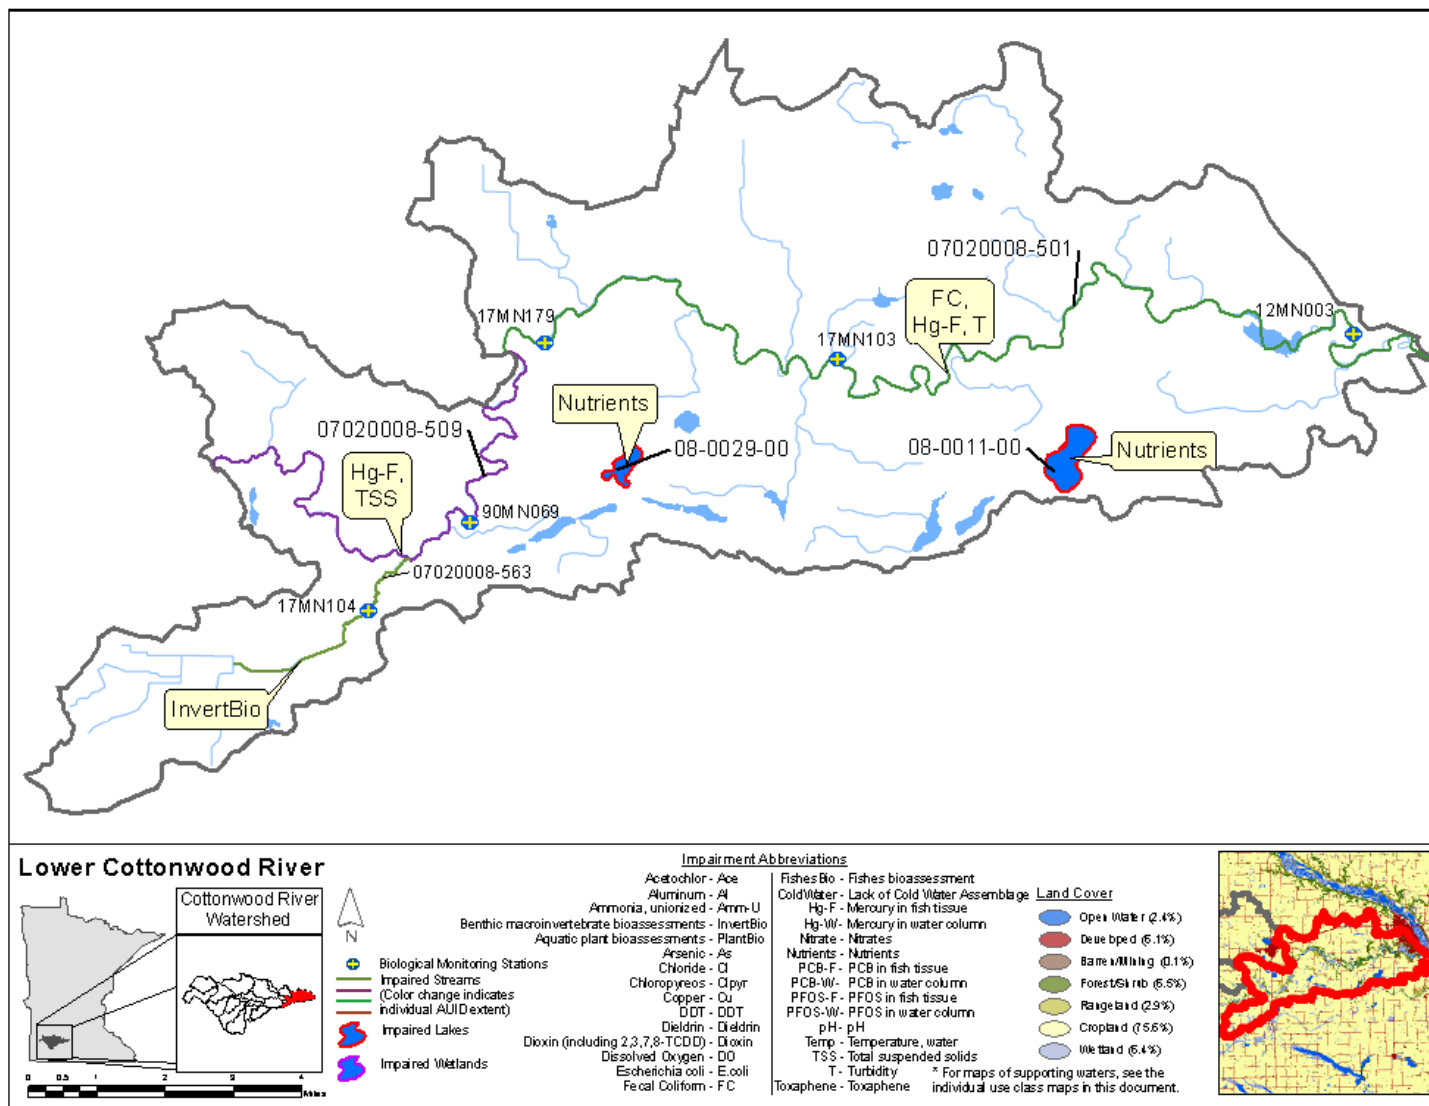 07020008-501
FC,
Hg-F, T
17MN179
12MN003
17MN103
Nutrients
07020008-509
08-0029-00
08-0011-00
Nutrients
Hg-F,
TSS
90MN069
07020008-563
17MN104
InvertBio
Lower Cottonwood River
Cottonwood River
Watershed
N
0 0.5 1 2 3 4
Miles
Biological Monitoring Stations
Impaired Streams
(Color change indicates
individual AUID extent)
Impaired Lakes
Impaired Wetlands
Impairment Abbreviations
Acetochlor - Ace
Aluminum - Al
Ammonia, unionized - Amm-U
Benthic macroinvertebrate bioassessments - InvertBio
Aquatic plant bioassessments - PlantBio
Arsenic - As
Chloride - Cl
Chloropyreos - Clpyr
Copper - Cu
DDT - DDT
Dieldrin - Dieldrin
Dioxin (including 2,3,7,8-TCDD) - Dioxin
Dissolved Oxygen - DO
Escherichia coli - E.coli
Fecal Coliform - FC
FishesBio - Fishes bioassessment
ColdWater - Lack of Cold Water Assemblage
Hg-F - Mercury in fish tissue
Hg-W - Mercury in water column
Nitrate - Nitrates
Nutrients - Nutrients
PCB-F - PCB in fish tissue
PCB-W - PCB in water column
PFOS-F - PFOS in fish tissue
PFOS-W - PFOS in water column
pH - pH
Temp - Temperature, water
TSS - Total suspended solids
T - Turbidity
Toxaphene - Toxaphene
* For maps of supporting waters, see the
individual use class maps in this document.
Land Cover
Open Water (2.4%)
Developed (6.1%)
Barren/Mining (0.1%)
Forest/Shrub (6.5%)
Rangeland (2.9%)
Cropland (75.6%)
Wetland (6.4%)